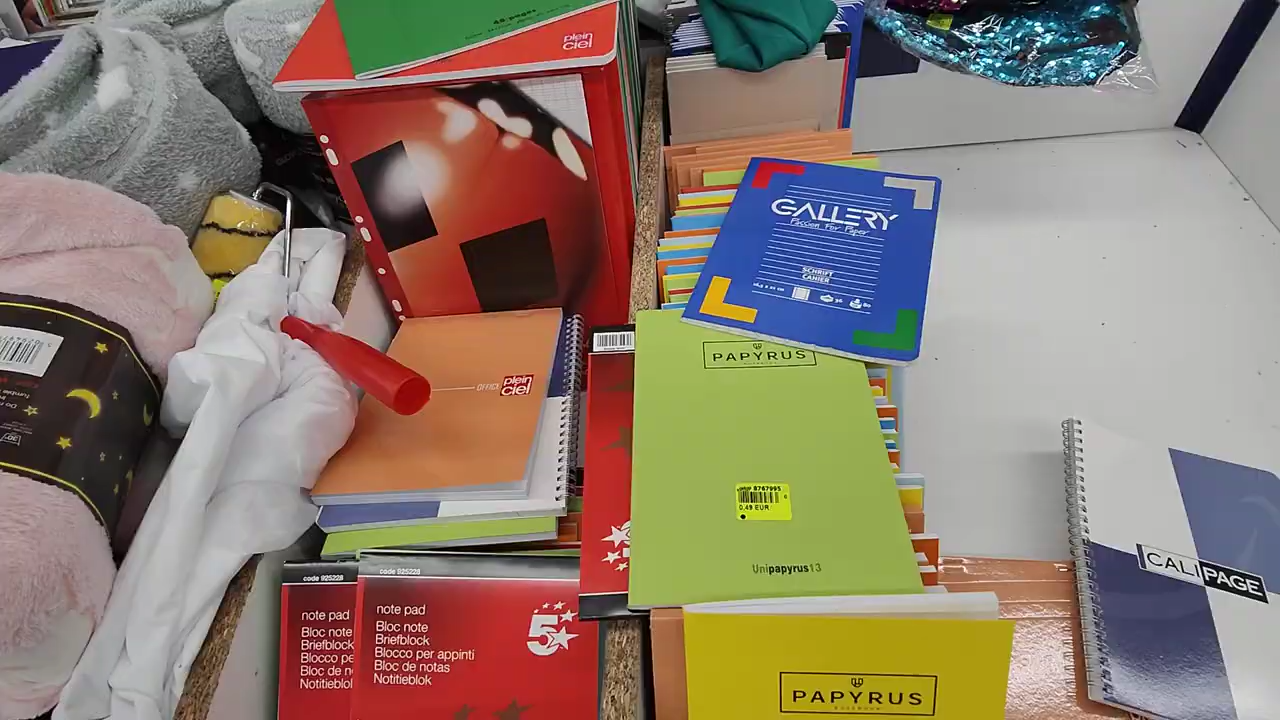 48 pages
plein
ciel
GALLERY
Passion For Paper
SCHRIFT
CAHIER
PAPYRUS
OFFICE
plein
ciel
8767995
0,49 EUR
Unipapyrus13
CALIPAGE
code 925228
note pad
Bloc note
Briefblock
Blocco pe
Bloc de n
Notitieblok
code 925228
note pad
Bloc note
Briefblock
Blocco per appinti
Bloc de notas
Notitieblok
5
PAPYRUS